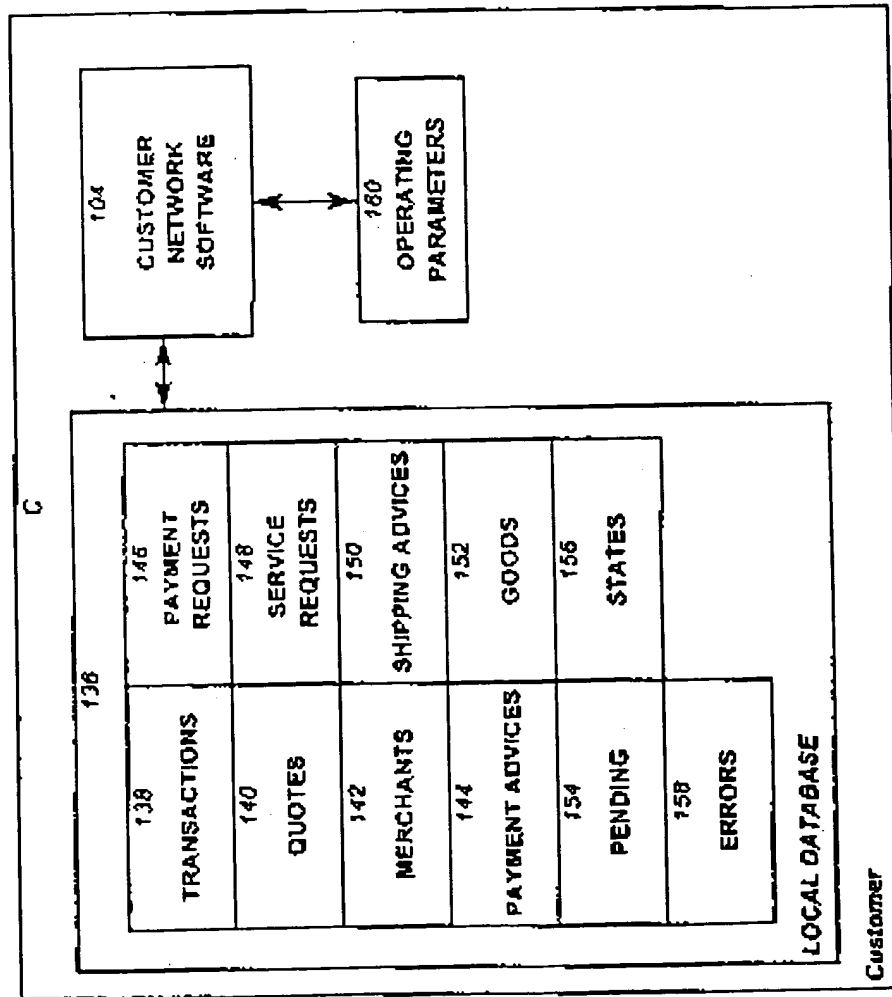 C
136
138
TRANSACTIONS
146
PAYMENT
REQUESTS
140
QUOTES
148
SERVICE
REQUESTS
142
MERCHANTS
150
SHIPPING ADVICES
144
PAYMENT ADVICES
152
GOODS
154
PENDING
156
STATES
158
ERRORS
LOCAL DATABASE
104
CUSTOMER
NETWORK
SOFTWARE
160
OPERATING
PARAMETERS
Customer